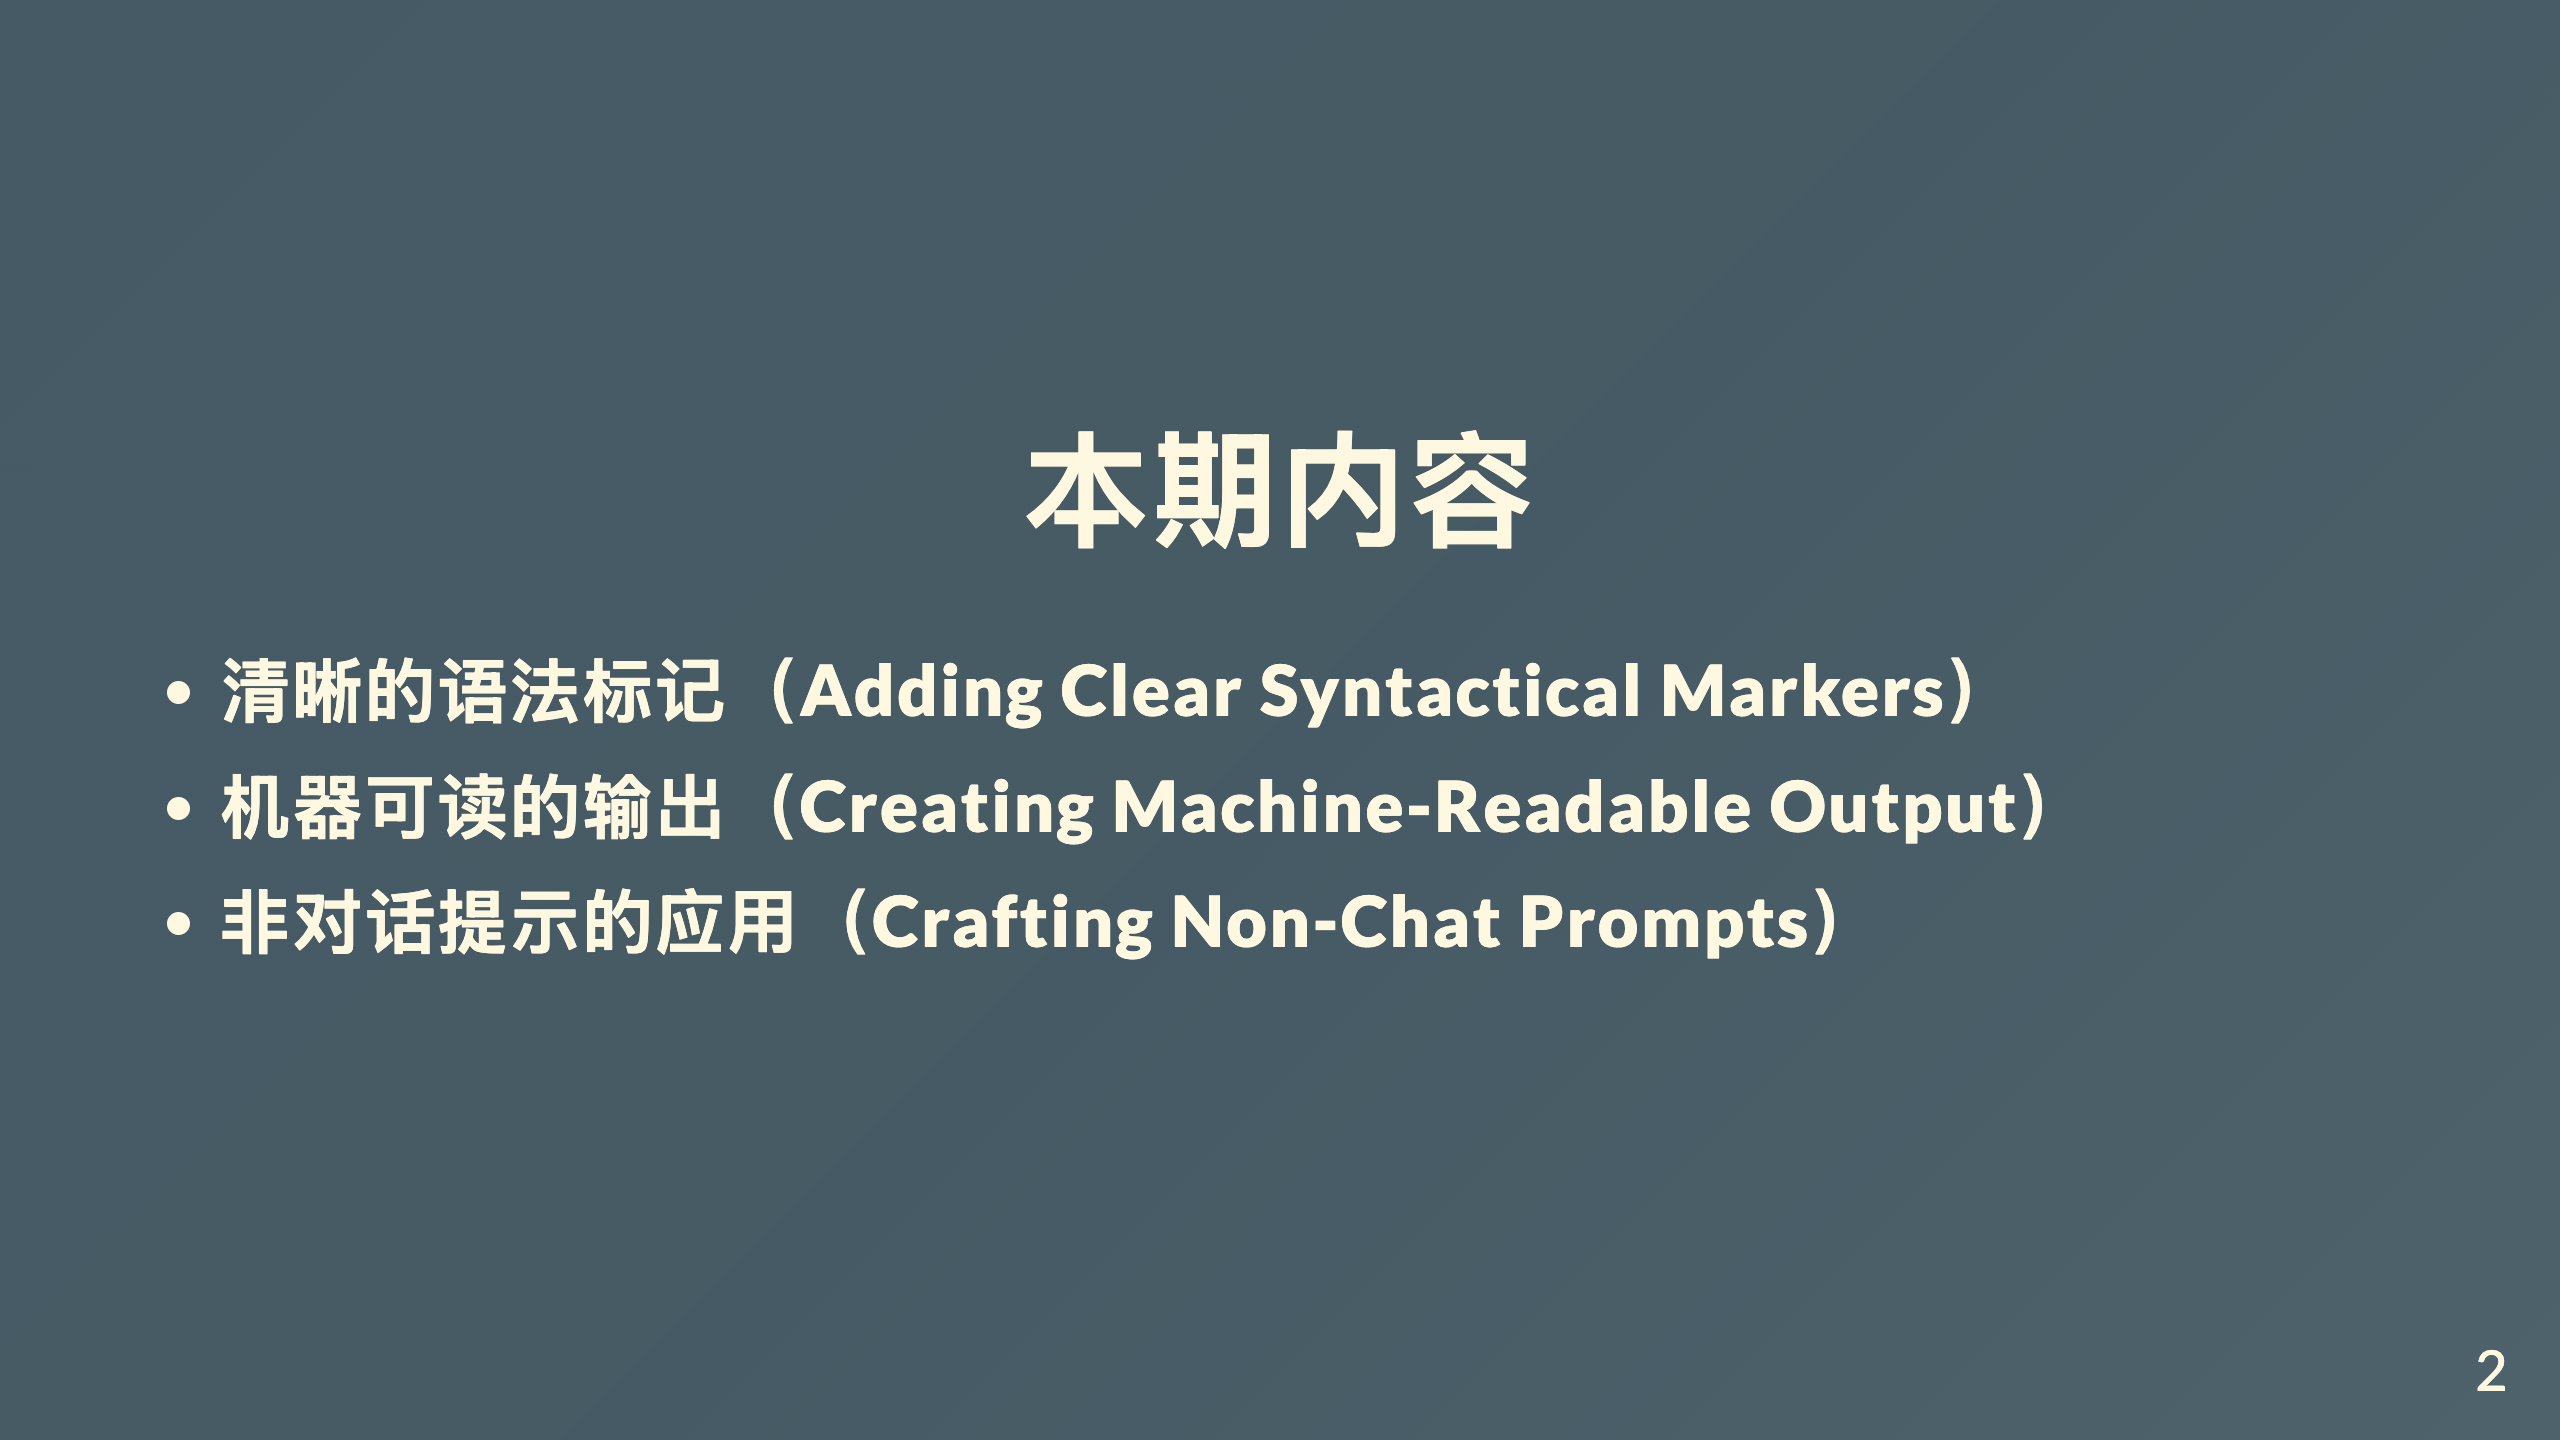 本期内容
• 清晰的语法标记（Adding Clear Syntactical Markers）
• 机器可读的输出（Creating Machine-Readable Output）
• 非对话提示的应用（Crafting Non-Chat Prompts）
2